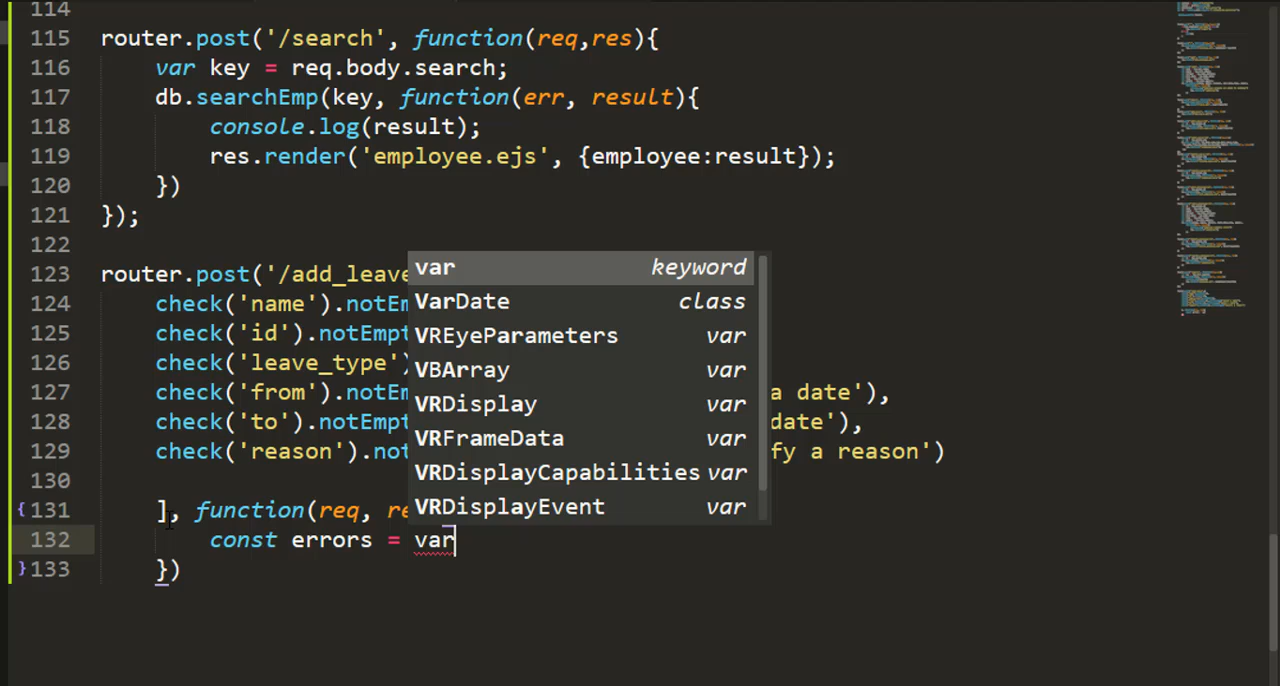 114
115 router.post('/search', function(req,res){
116 var key = req.body.search;
117 db.searchEmp(key, function(err, result){
118 console.log(result);
119 res.render('employee.ejs', {employee:result});
120 })
121 });
122
123 router.post('/add_leave
124 check('name').notEm
125 check('id').notEmpt
126 check('leave_type')
127 check('from').notEm a date'),
128 check('to').notEmpt date'),
129 check('reason').not fy a reason')
130
{ 131 ], function(req, re
132 const errors = var
} 133 })
var keyword
VarDate class
VREyeParameters var
VBArray var
VRDisplay var
VRFrameData var
VRDisplayCapabilities var
VRDisplayEvent var